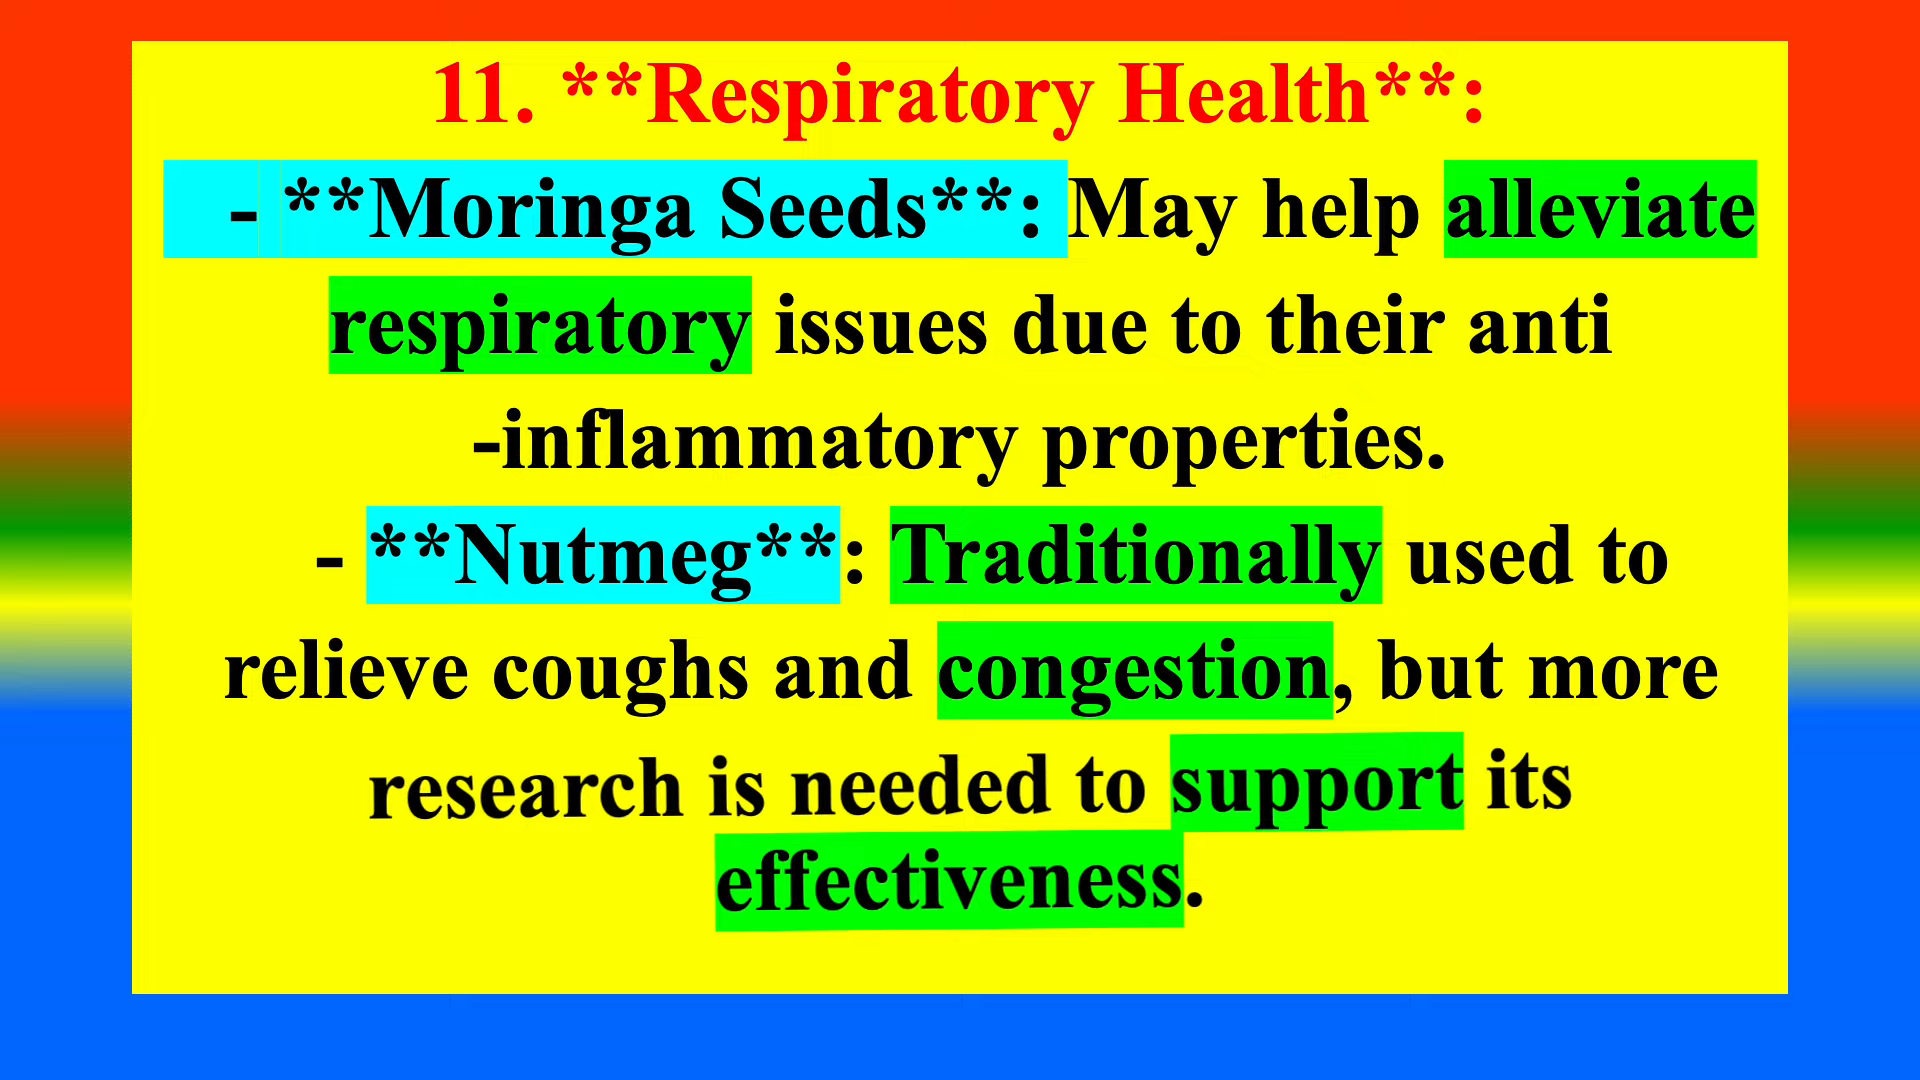 11. **Respiratory Health**:
- **Moringa Seeds**: May help alleviate
respiratory issues due to their anti
-inflammatory properties.
- **Nutmeg**: Traditionally used to
relieve coughs and congestion, but more
research is needed to support its
effectiveness.